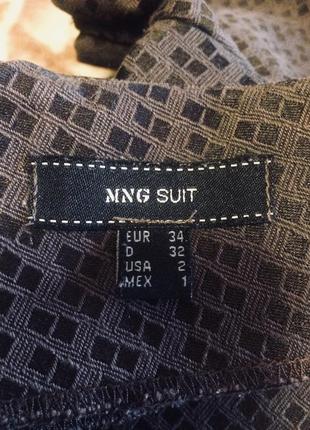 MNG SUIT
EUR 34
D 32
USA 2
MEX 1